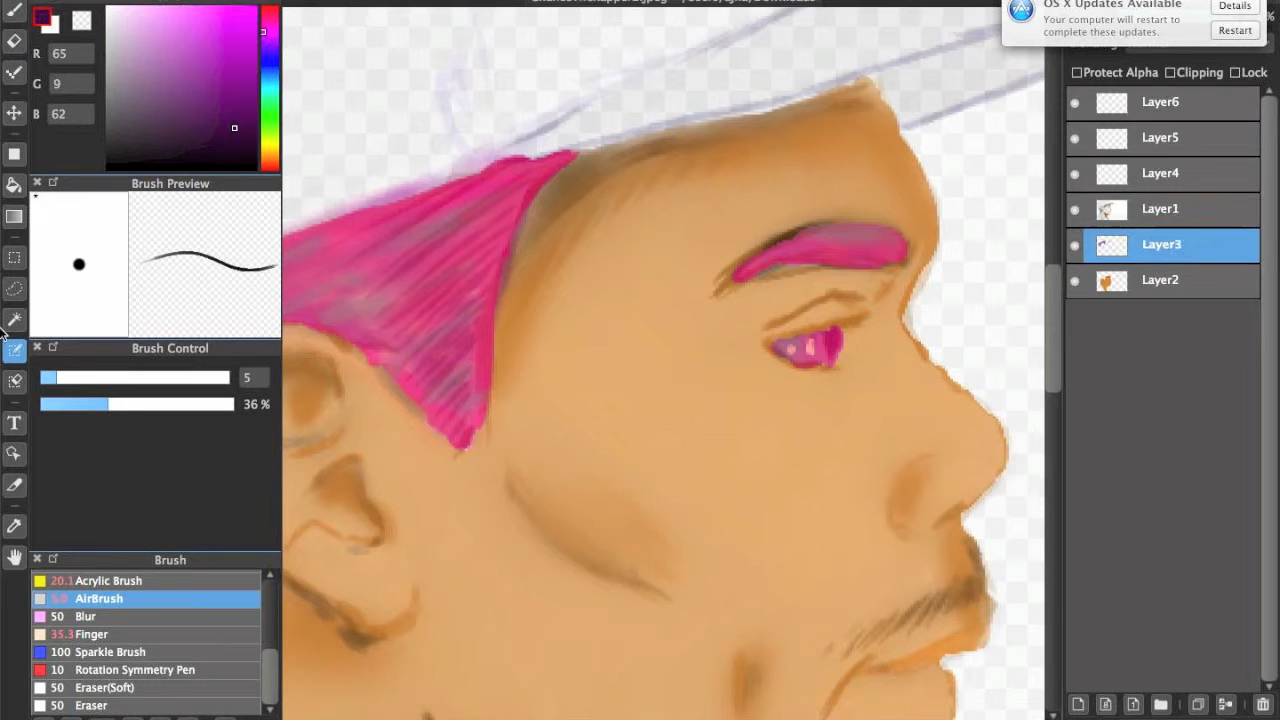 OS X Updates Available
Your computer will restart to
complete these updates.
Details
Restart
R 65
G 9
B 62
Brush Preview
*
Brush Control
5
36 %
Brush
20.1 Acrylic Brush
5.0 AirBrush
50 Blur
35.3 Finger
100 Sparkle Brush
10 Rotation Symmetry Pen
50 Eraser(Soft)
50 Eraser
T
Protect Alpha Clipping Lock
Layer6
Layer5
Layer4
Layer1
Layer3
Layer2